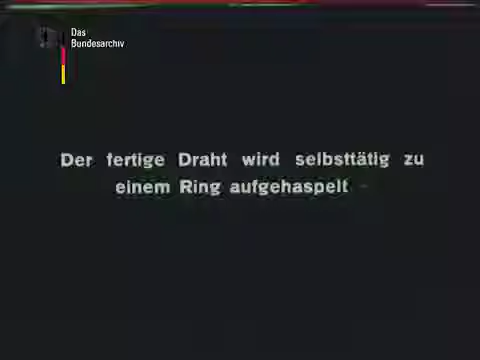 Das
Bundesarchiv
Der fertige Draht wird selbsttätig zu
einem Ring aufgehaspelt